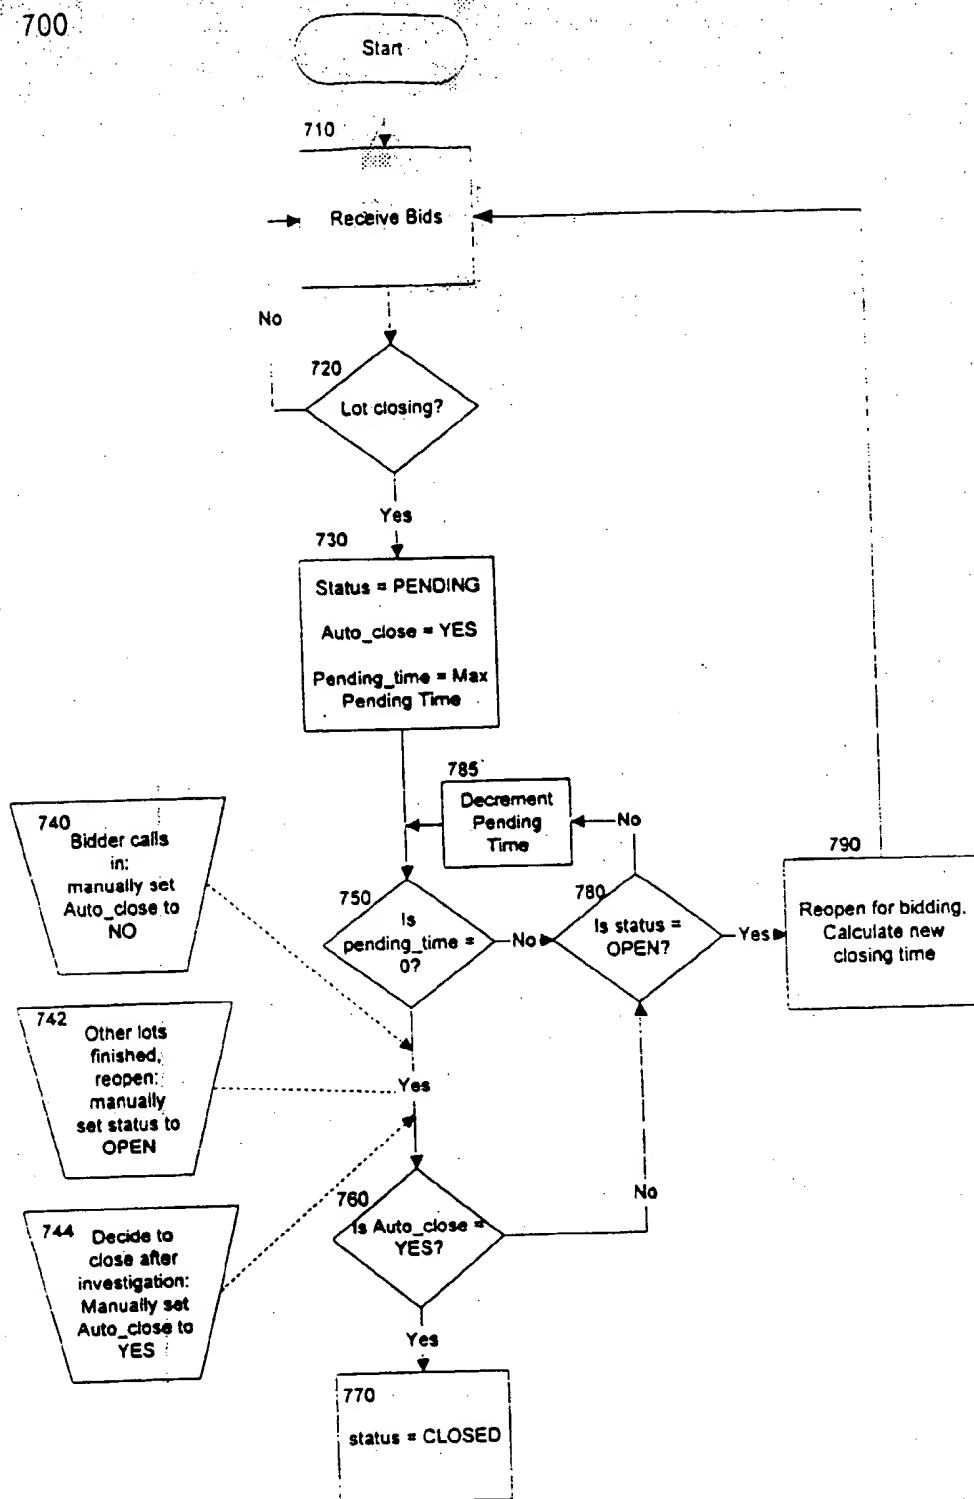 700
Start
710
Receive Bids
No
720
Lot closing?
Yes
730
Status = PENDING
Auto_close = YES
Pending_time = Max
Pending Time
785
Decrement
Pending
Time
No
740
Bidder calls
in:
manually set
Auto_close to
NO
750
Is
pending_time =
0?
No
780
Is status =
OPEN?
Yes
790
Reopen for bidding.
Calculate new
closing time
742
Other lots
finished,
reopen:
manually
set status to
OPEN
Yes
744
Decide to
close after
investigation:
Manually set
Auto_close to
YES
760
Is Auto_close =
YES?
No
Yes
770
status = CLOSED